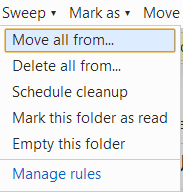 Sweep Mark as Move
Move all from...
Delete all from...
Schedule cleanup
Mark this folder as read
Empty this folder
Manage rules